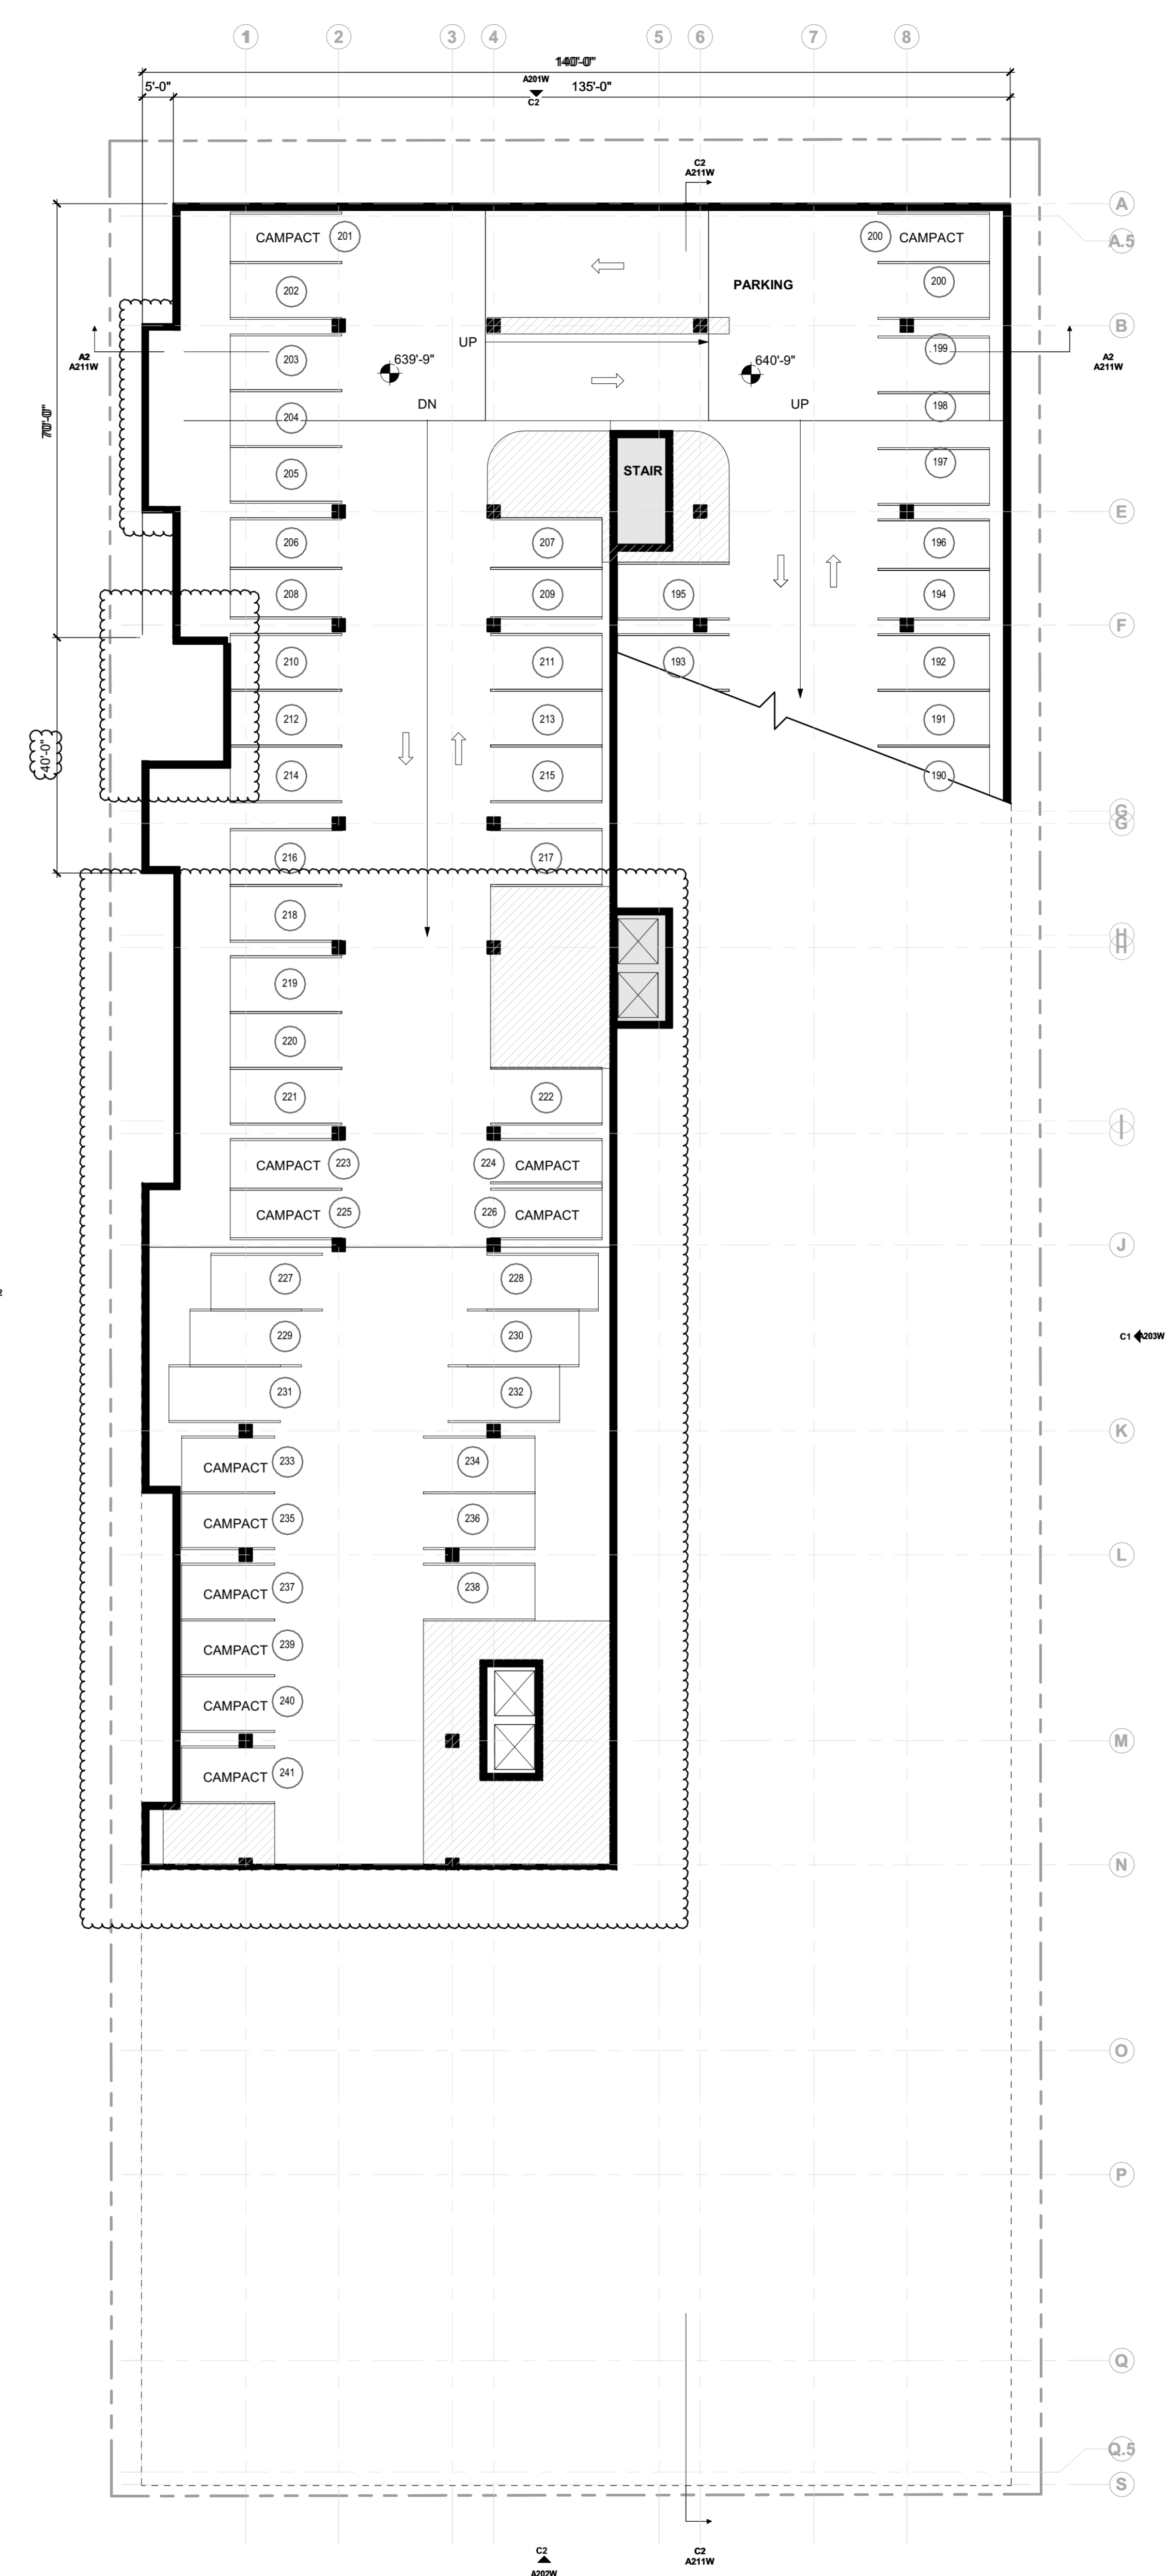 1 2 3 4 5 6 7 8
140'-0"
5'-0" 135'-0"
A201W
C2
C2
A211W
A
CAMPACT 201 200 CAMPACT
A.5
202 PARKING 200
B
UP
A2
A211W
203 639'-9" 640'-9" 199
A2
A211W
70'-0"
204 DN UP 198
205 STAIR 197
E
206 207 196
208 209 195 194
F
210 211 193 192
212 213 191
40'-0"
214 215 190
G
G
216 217
218
H
H
219
220
221 222
I
I
CAMPACT 223 224 CAMPACT
CAMPACT 225 226 CAMPACT
J
227 228
2
229 230
C1 A203W
231 232
K
CAMPACT 233 234
CAMPACT 235 236
L
CAMPACT 237 238
CAMPACT 239
CAMPACT 240
M
CAMPACT 241
N
O
P
Q
Q.5
S
C2
A202W
C2
A211W